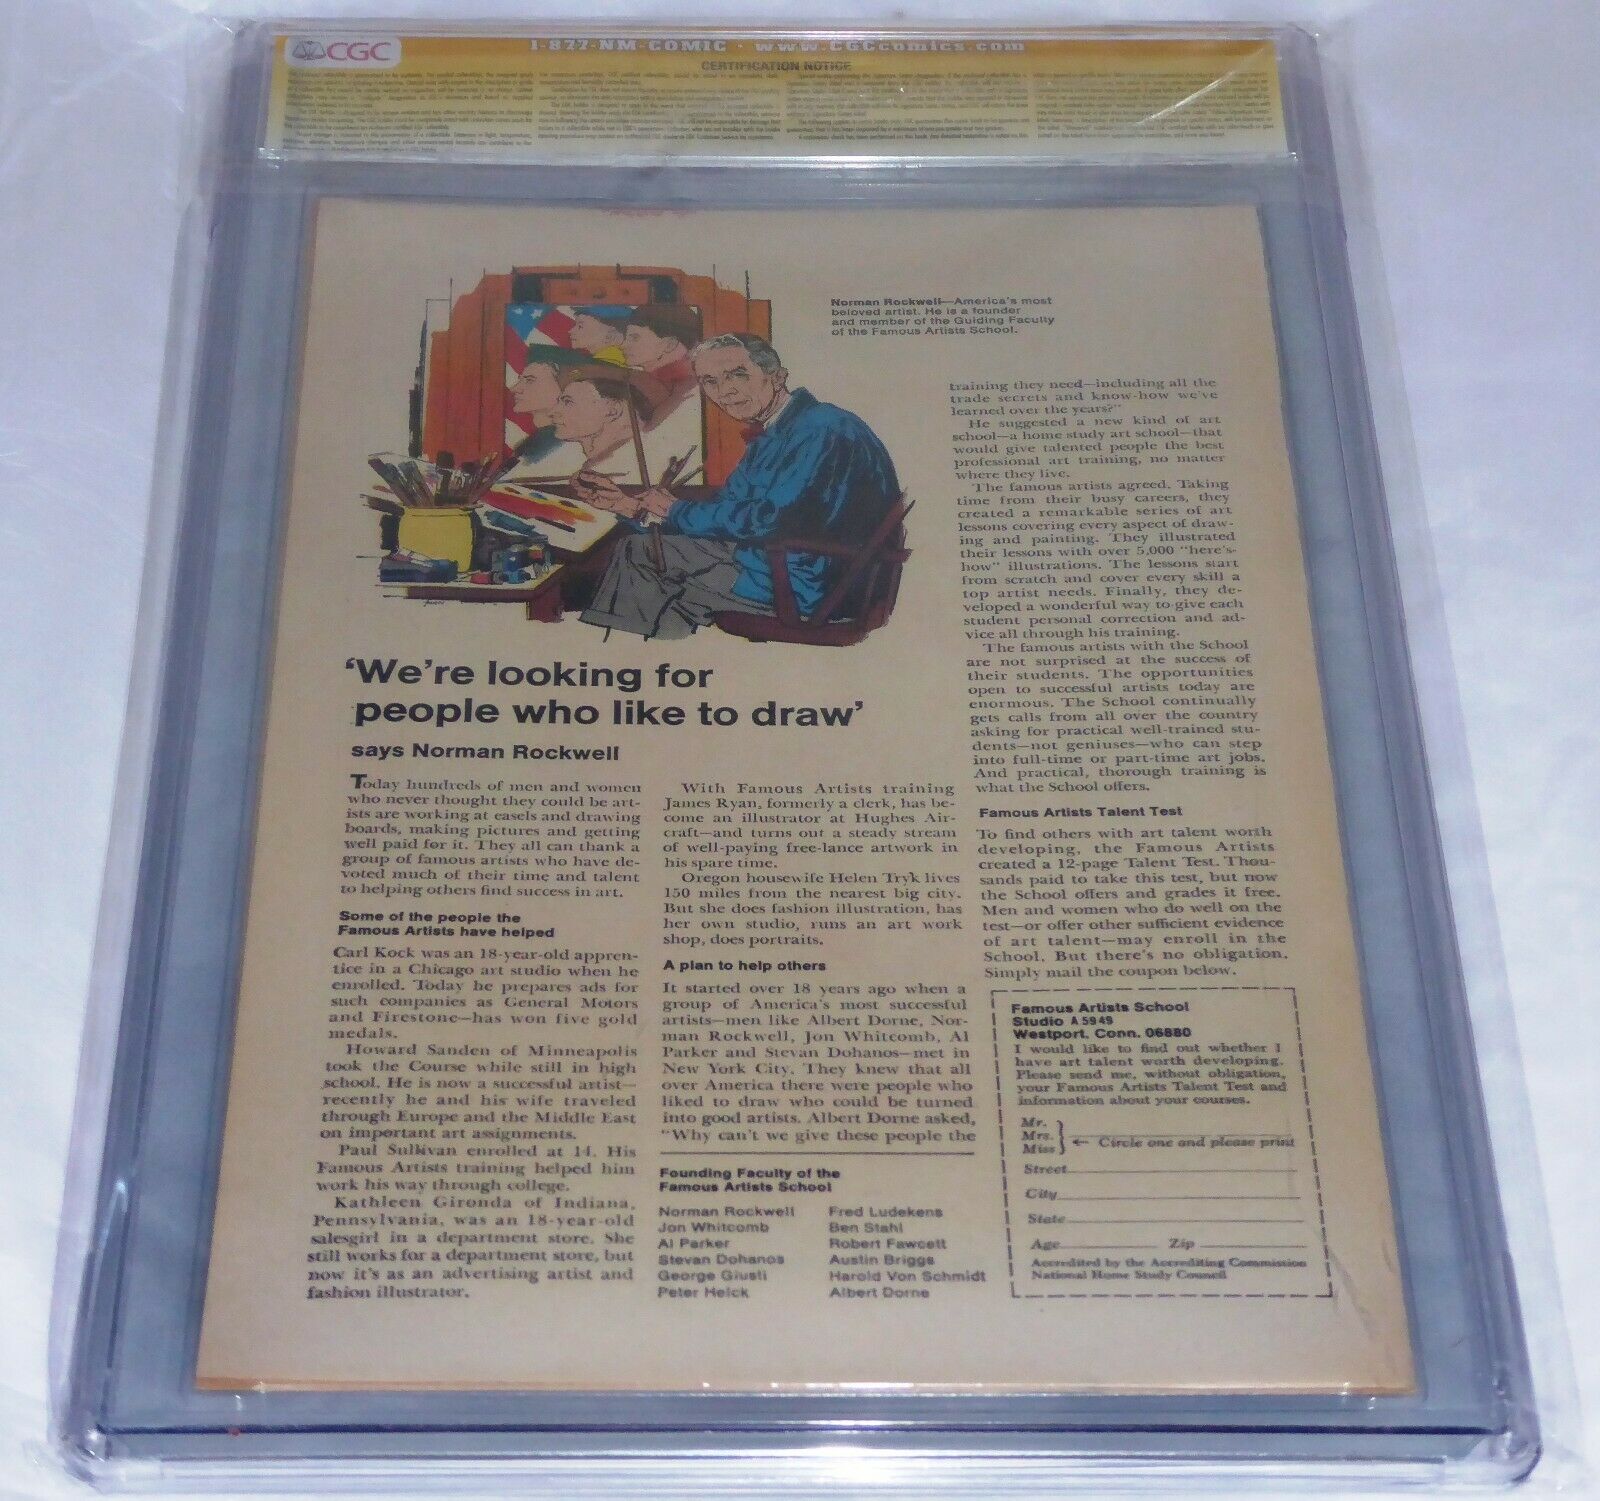 CGC
1-877-NM-COMIC · www.CGCcomics.com
CERTIFICATION NOTICE
Norman Rockwell—America's most
beloved artist. He is a founder
and member of the Guiding Faculty
of the Famous Artists School.
'We're looking for
people who like to draw'
says Norman Rockwell
Today hundreds of men and women
who never thought they could be art-
ists are working at easels and drawing
boards, making pictures and getting
well paid for it. They all can thank a
group of famous artists who have de-
voted much of their time and talent
to helping others find success in art.
Some of the people the
Famous Artists have helped
Carl Kock was an 18-year-old appren-
tice in a Chicago art studio when he
enrolled. Today he prepares ads for
such companies as General Motors
and Firestone—has won five gold
medals.
Howard Sanden of Minneapolis
took the Course while still in high
school. He is now a successful artist—
recently he and his wife traveled
through Europe and the Middle East
on important art assignments.
Paul Sullivan enrolled at 14. His
Famous Artists training helped him
work his way through college.
Kathleen Gironda of Indiana,
Pennsylvania, was an 18-year-old
salesgirl in a department store. She
still works for a department store, but
now it's as an advertising artist and
fashion illustrator.
With Famous Artists training
James Ryan, formerly a clerk, has be-
come an illustrator at Hughes Air-
craft—and turns out a steady stream
of well-paying free-lance artwork in
his spare time.
Oregon housewife Helen Tryk lives
150 miles from the nearest big city.
But she does fashion illustration, has
her own studio, runs an art work
shop, does portraits.
A plan to help others
It started over 18 years ago when a
group of America's most successful
artists—men like Albert Dorne, Nor-
man Rockwell, Jon Whitcomb, Al
Parker and Stevan Dohanos—met in
New York City. They knew that all
over America there were people who
liked to draw who could be turned
into good artists. Albert Dorne asked,
"Why can't we give these people the
Founding Faculty of the
Famous Artists School
Norman Rockwell
Jon Whitcomb
Al Parker
Stevan Dohanos
George Giusti
Peter Helck
Fred Ludekens
Ben Stahl
Robert Fawcett
Austin Briggs
Harold Von Schmidt
Albert Dorne
training they need—including all the
trade secrets and know-how we've
learned over the years?"
He suggested a new kind of art
school—a home study art school—that
would give talented people the best
professional art training, no matter
where they live.
The famous artists agreed. Taking
time from their busy careers, they
created a remarkable series of art
lessons covering every aspect of draw-
ing and painting. They illustrated
their lessons with over 5,000 "here's-
how" illustrations. The lessons start
from scratch and cover every skill a
top artist needs. Finally, they de-
veloped a wonderful way to give each
student personal correction and ad-
vice all through his training.
The famous artists with the School
are not surprised at the success of
their students. The opportunities
open to successful artists today are
enormous. The School continually
gets calls from all over the country
asking for practical well-trained stu-
dents—not geniuses—who can step
into full-time or part-time art jobs.
And practical, thorough training is
what the School offers.
Famous Artists Talent Test
To find others with art talent worth
developing, the Famous Artists
created a 12-page Talent Test. Thou-
sands paid to take this test, but now
the School offers and grades it free.
Men and women who do well on the
test—or offer other sufficient evidence
of art talent—may enroll in the
School. But there's no obligation.
Simply mail the coupon below.
Famous Artists School
Studio A5949
Westport, Conn. 06880
I would like to find out whether I
have art talent worth developing.
Please send me, without obligation,
your Famous Artists Talent Test and
information about your courses.
Mr.
Mrs.
Miss
← Circle one and please print
Street
City
State
Age Zip
Accredited by the Accrediting Commission
National Home Study Council